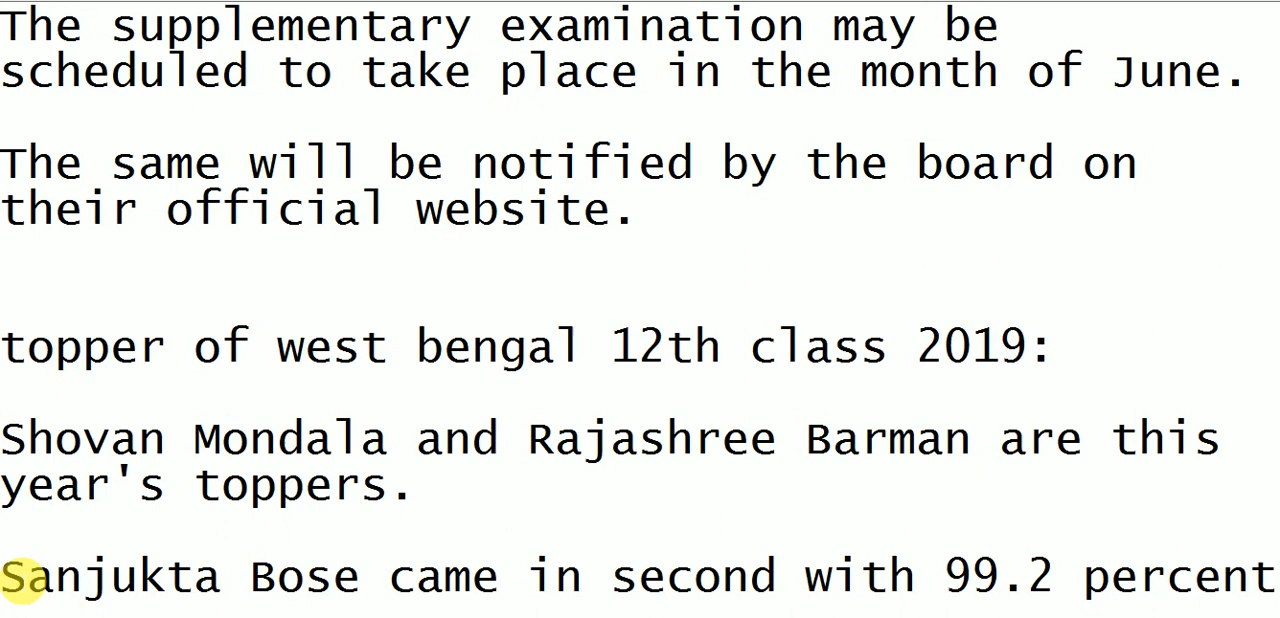 The supplementary examination may be
scheduled to take place in the month of June.
The same will be notified by the board on
their official website.
topper of west bengal 12th class 2019:
Shovan Mondala and Rajashree Barman are this
year's toppers.
Sanjukta Bose came in second with 99.2 percent